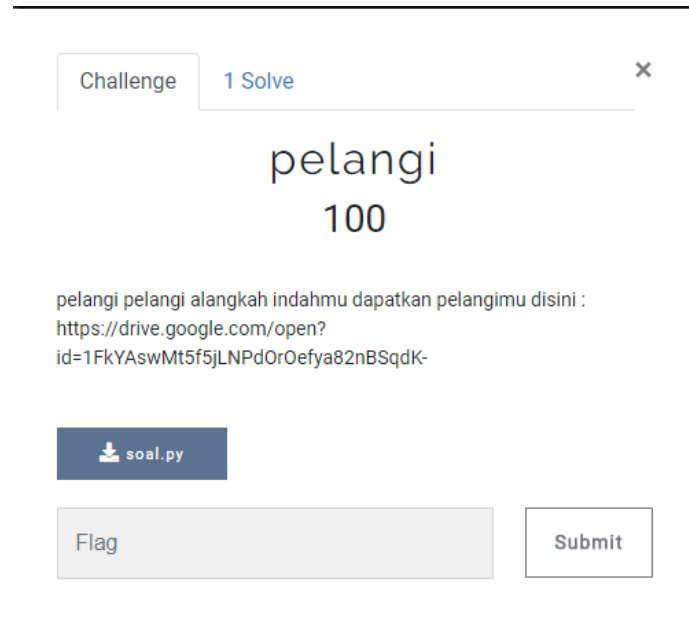 Challenge
1 Solve
×
pelangi
100
pelangi pelangi alangkah indahmu dapatkan pelangimu disini :
https://drive.google.com/open?
id=1FkYAswMt5f5jLNPdOrOefya82nBSqdK-
soal.py
Flag
Submit